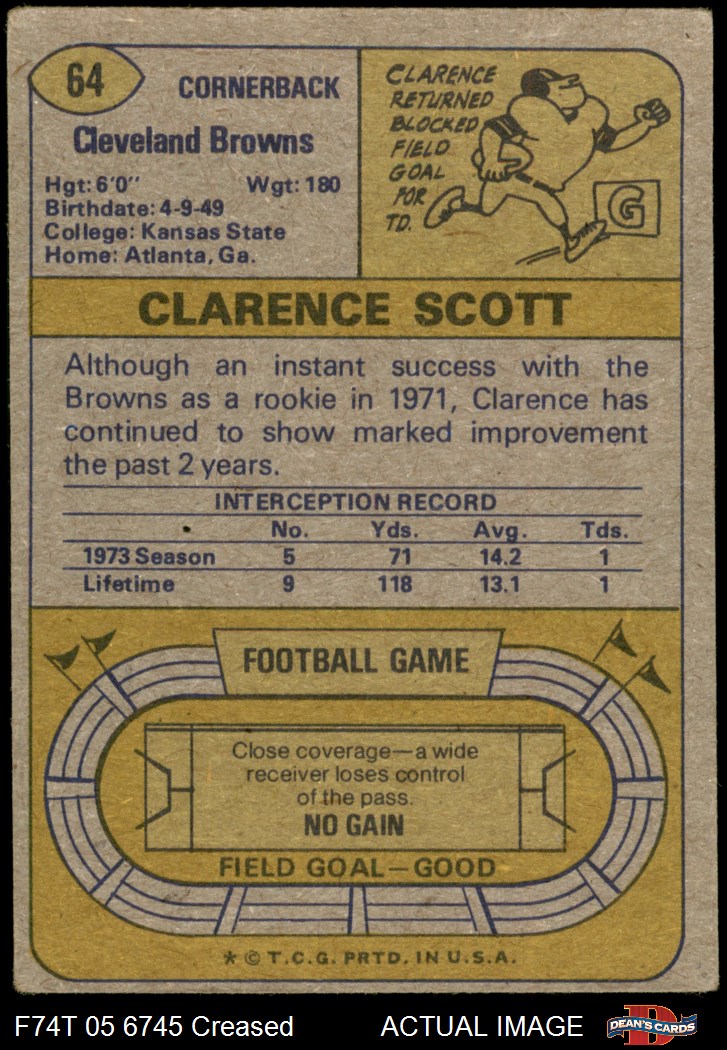 64
CORNERBACK
Cleveland Browns
Hgt: 6'0" Wgt: 180
Birthdate: 4-9-49
College: Kansas State
Home: Atlanta, Ga.
CLARENCE
RETURNED
BLOCKED
FIELD
GOAL
FOR
TD.
G
CLARENCE SCOTT
Although an instant success with the
Browns as a rookie in 1971, Clarence has
continued to show marked improvement
the past 2 years.
INTERCEPTION RECORD
No. Yds. Avg. Tds.
1973 Season 5 71 14.2 1
Lifetime 9 118 13.1 1
FOOTBALL GAME
Close coverage—a wide
receiver loses control
of the pass.
NO GAIN
FIELD GOAL—GOOD
* © T.C.G. PRTD. IN U.S.A.
F74T 05 6745 Creased ACTUAL IMAGE
D
DEAN'S CARDS